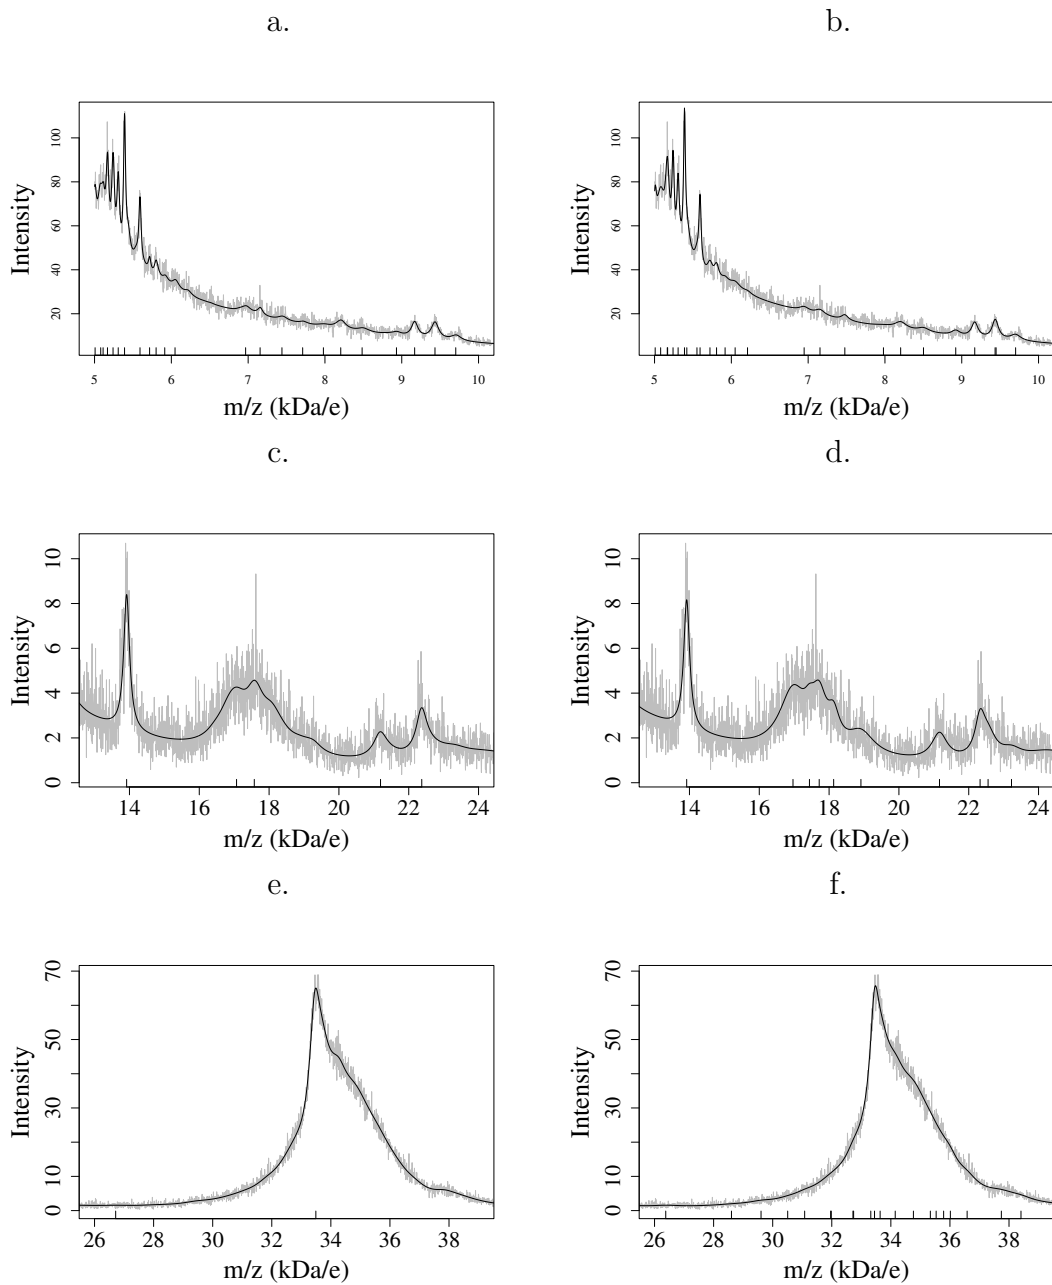 a. b.
Intensity 20 40 60 80 100 Intensity 20 40 60 80 100
5 6 7 8 9 10 5 6 7 8 9 10
m/z (kDa/e) m/z (kDa/e)
c. d.
Intensity 0 2 4 6 8 10 Intensity 0 2 4 6 8 10
14 16 18 20 22 24 14 16 18 20 22 24
m/z (kDa/e) m/z (kDa/e)
e. f.
Intensity 0 10 30 50 70 Intensity 0 10 30 50 70
26 28 30 32 34 36 38 26 28 30 32 34 36 38
m/z (kDa/e) m/z (kDa/e)